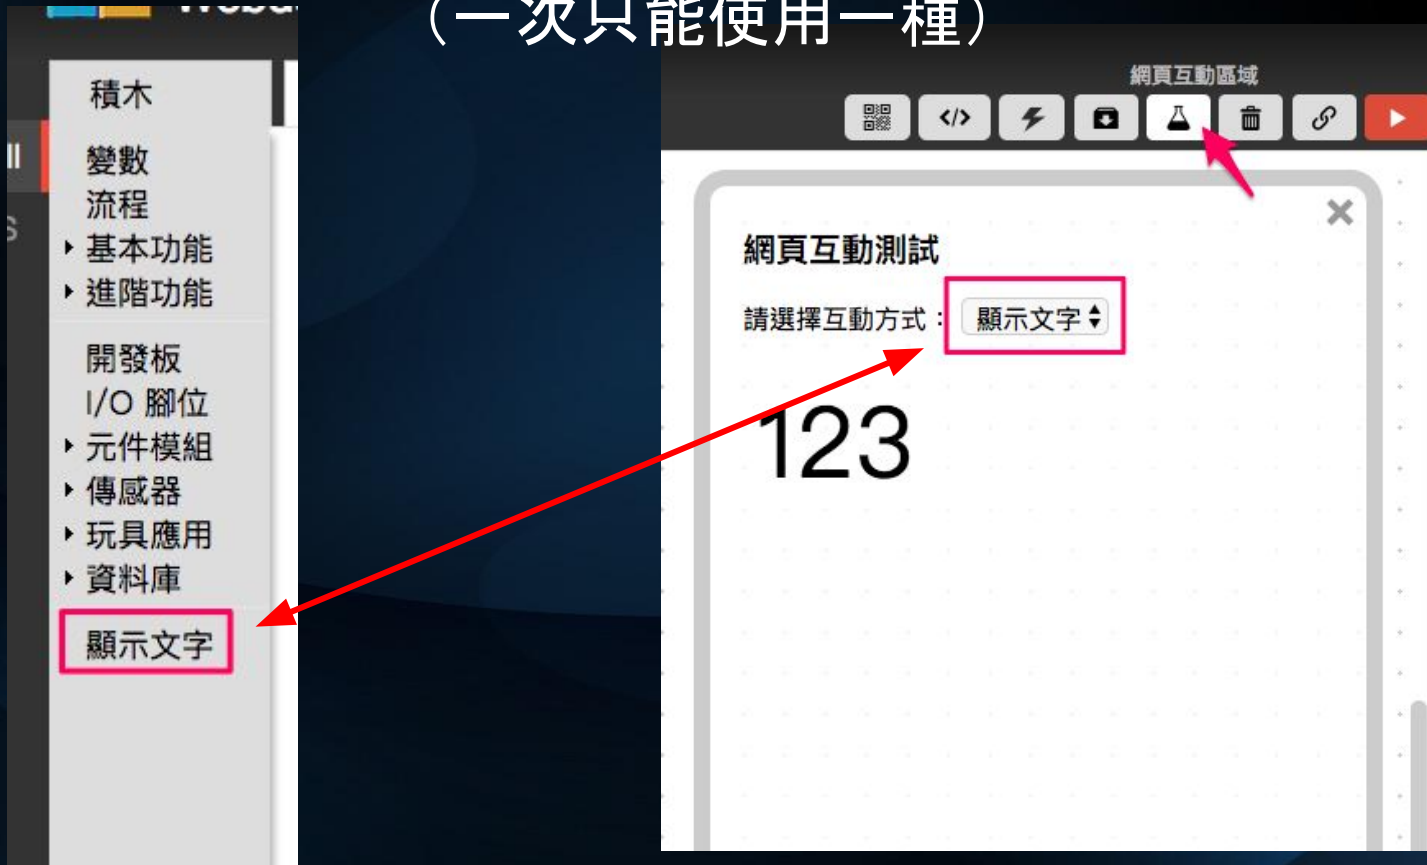 （一次只能使用一種）
積木
變數
流程
基本功能
進階功能
開發板
I/O 腳位
元件模組
傳感器
玩具應用
資料庫
顯示文字
網頁互動區域
</>
網頁互動測試
請選擇互動方式： 顯示文字
123